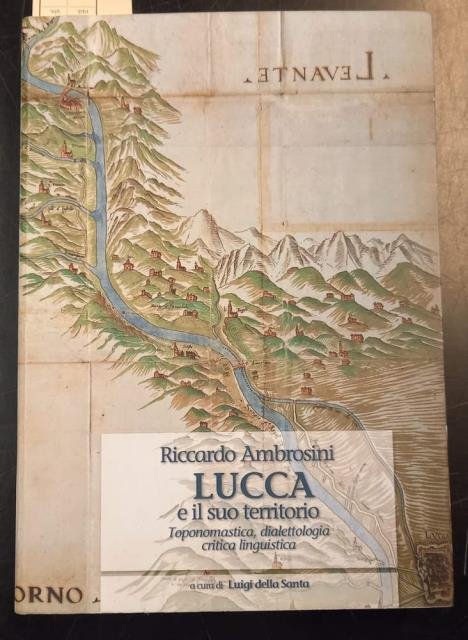 . LEVANTE .
Riccardo Ambrosini
LUCCA
e il suo territorio
Toponomastica, dialettologia
critica linguistica
a cura di Luigi della Santa
ORNO